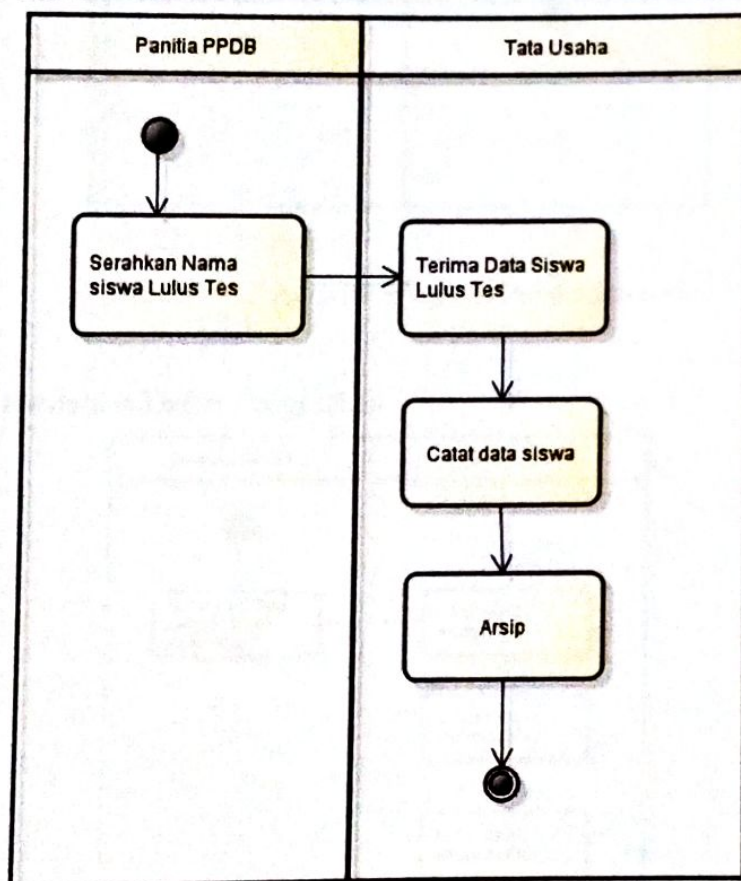 Panitia PPDB
Tata Usaha
Serahkan Nama
siswa Lulus Tes
Terima Data Siswa
Lulus Tes
Catat data siswa
Arsip